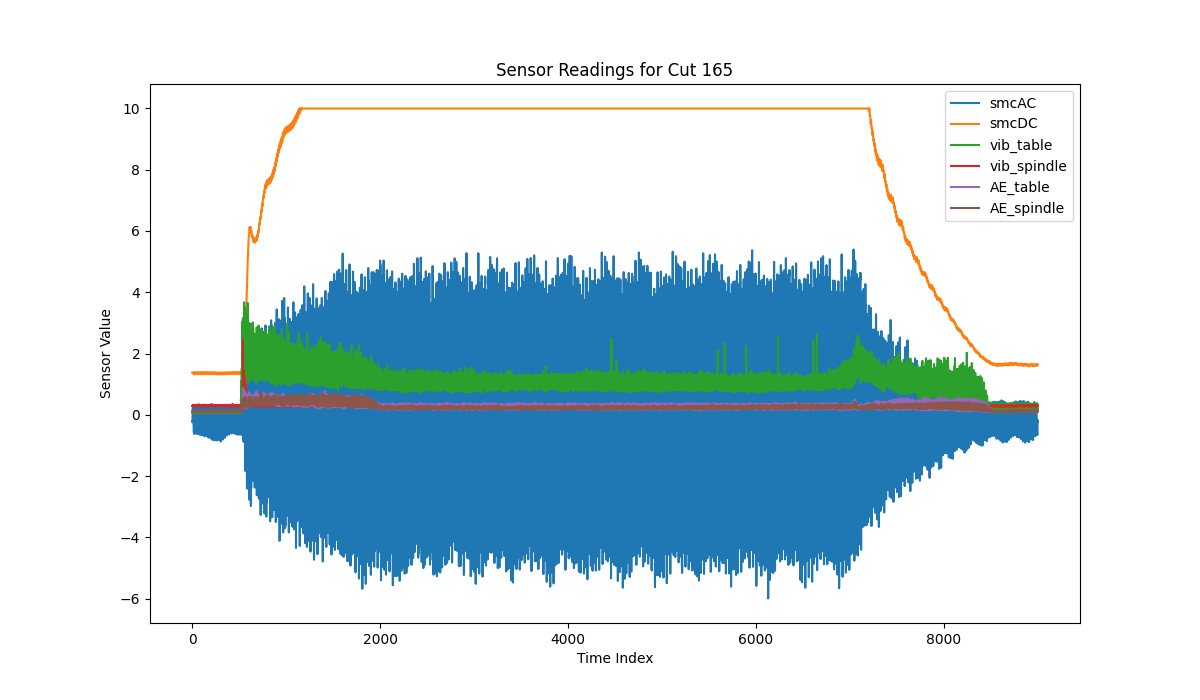 Sensor Readings for Cut 165
smcAC
smcDC
vib_table
vib_spindle
AE_table
AE_spindle
10
8
6
4
2
0
−2
−4
−6
Sensor Value
0 2000 4000 6000 8000
Time Index